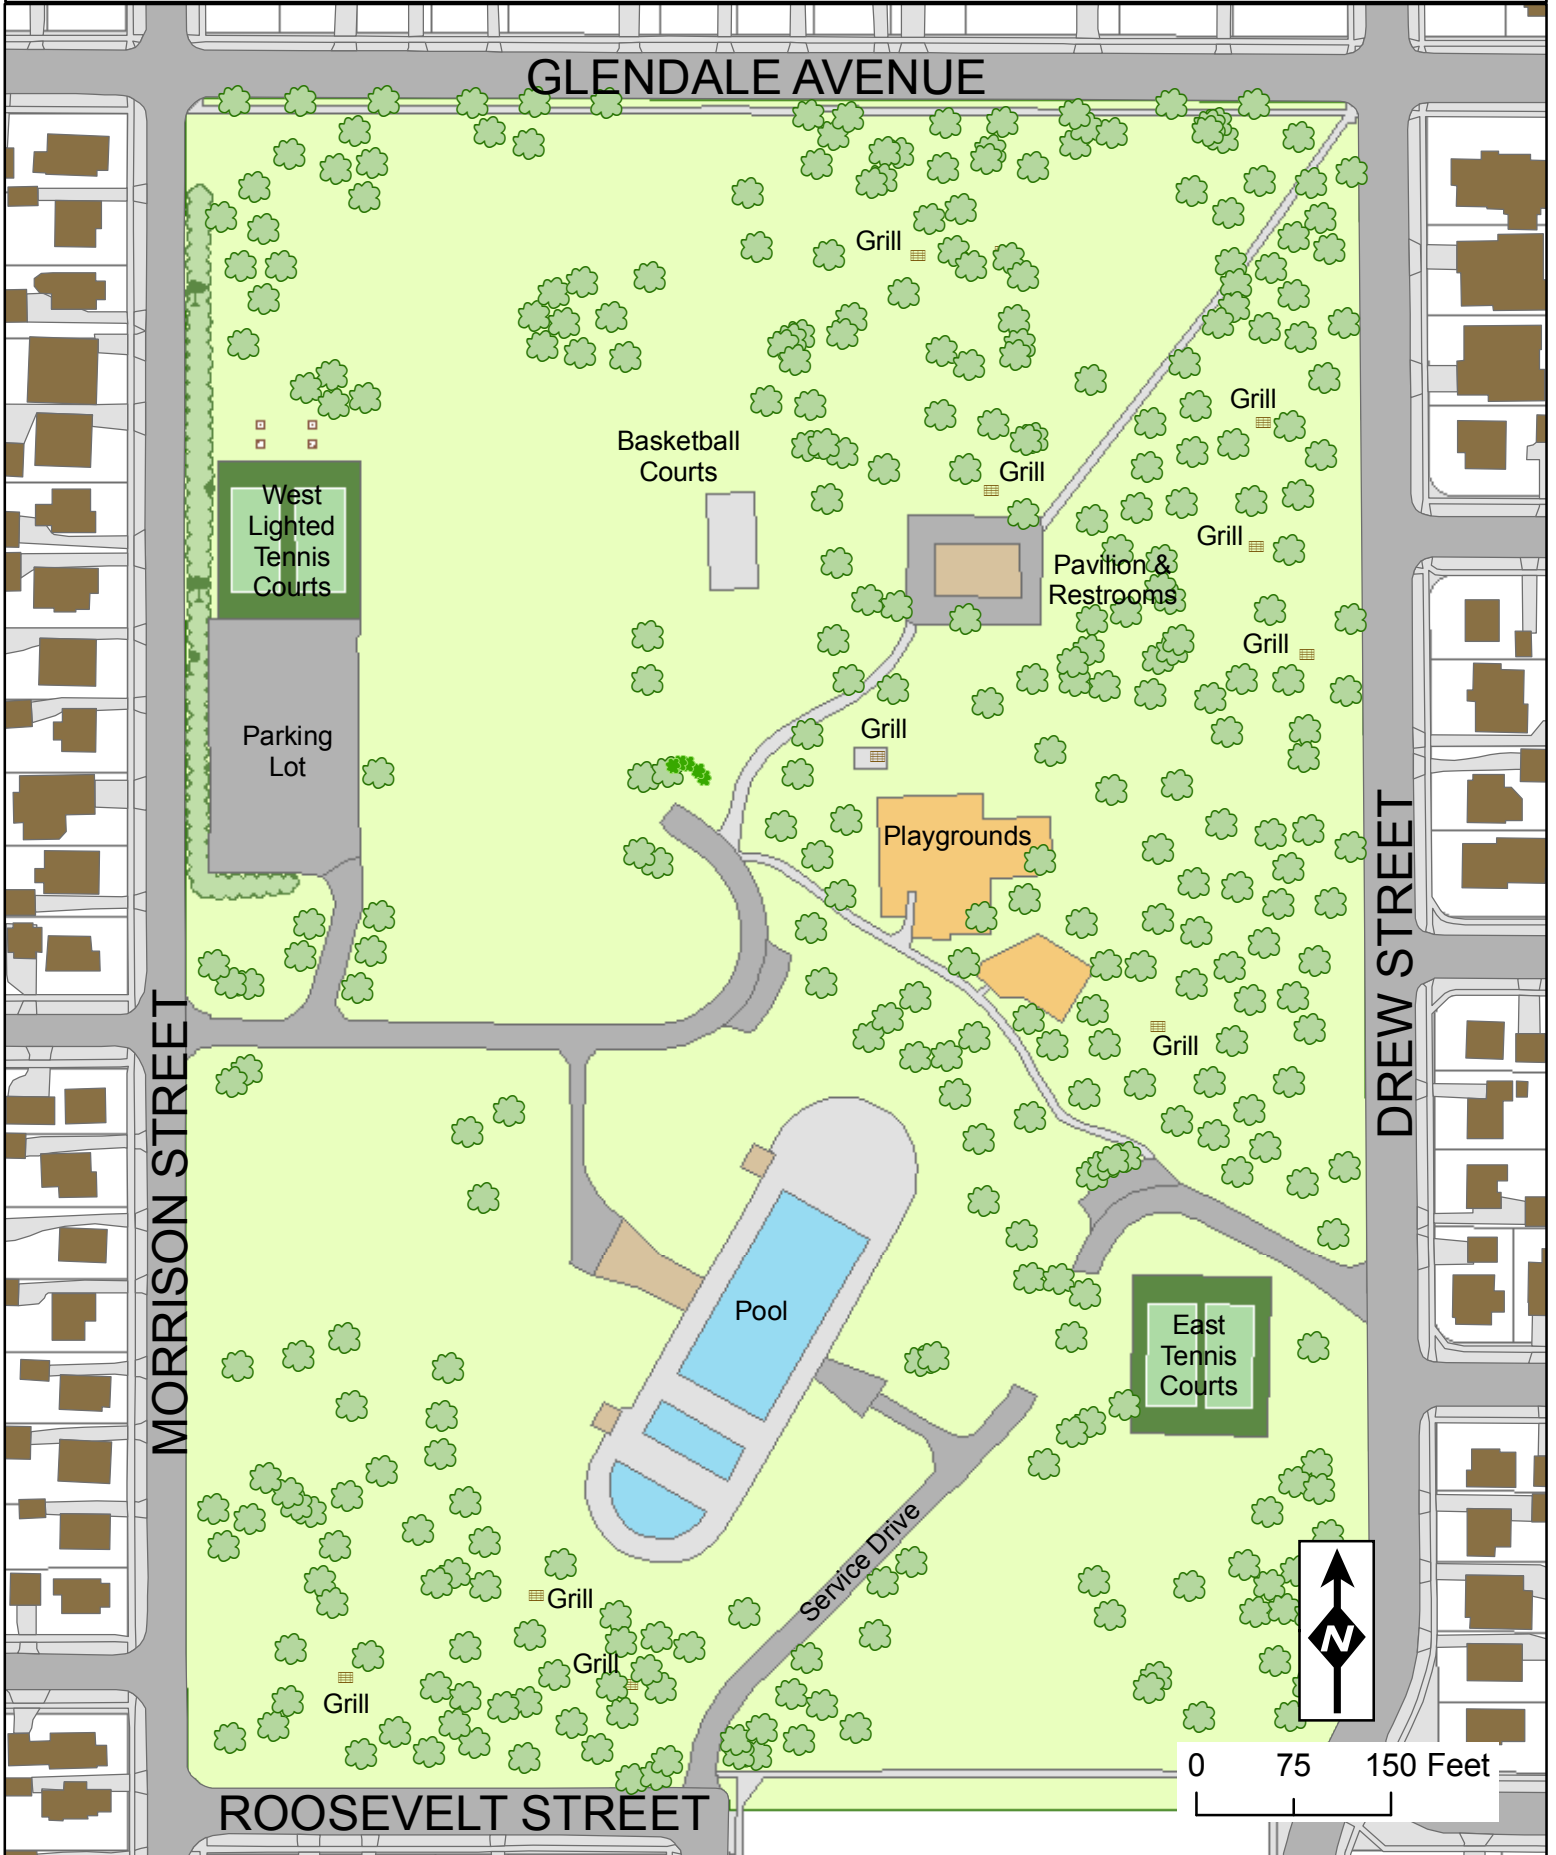 GLENDALE AVENUE
Grill
Grill
Basketball
Courts
Grill
West
Lighted
Tennis
Courts
Grill
Pavilion &
Restrooms
Grill
Parking
Lot
Grill
Playgrounds
DREW STREET
MORRISON STREET
Grill
Pool
East
Tennis
Courts
Service Drive
Grill
Grill
Grill
N
0 75 150 Feet
ROOSEVELT STREET